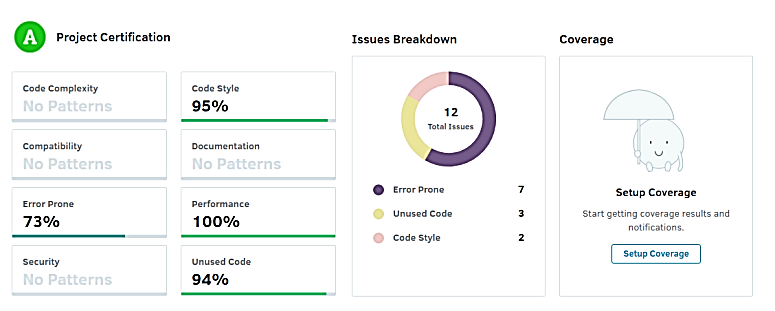 A Project Certification
Code Complexity
No Patterns
Code Style
95%
Compatibility
No Patterns
Documentation
No Patterns
Error Prone
73%
Performance
100%
Security
No Patterns
Unused Code
94%
Issues Breakdown
12
Total Issues
Error Prone 7
Unused Code 3
Code Style 2
Coverage
Setup Coverage
Start getting coverage results and
notifications.
Setup Coverage